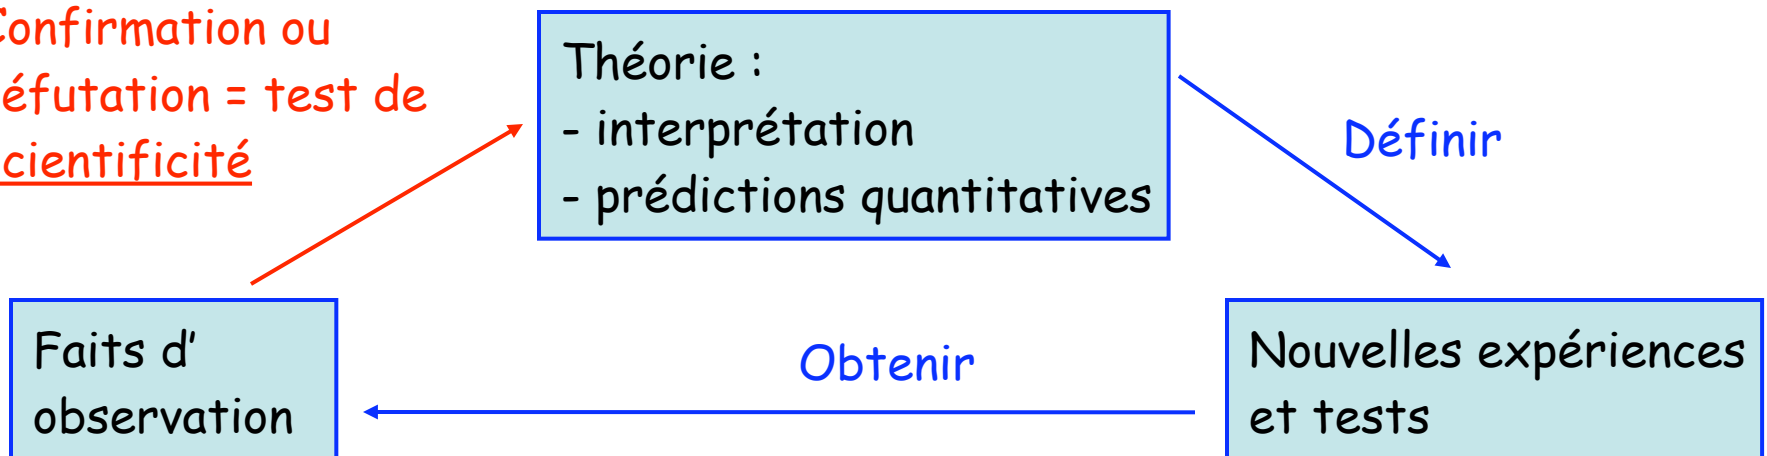 Confirmation ou
éfutation = test de
cientificité
Théorie :
- interprétation
- prédictions quantitatives
Définir
Faits d’
observation
Obtenir
Nouvelles expériences
et tests